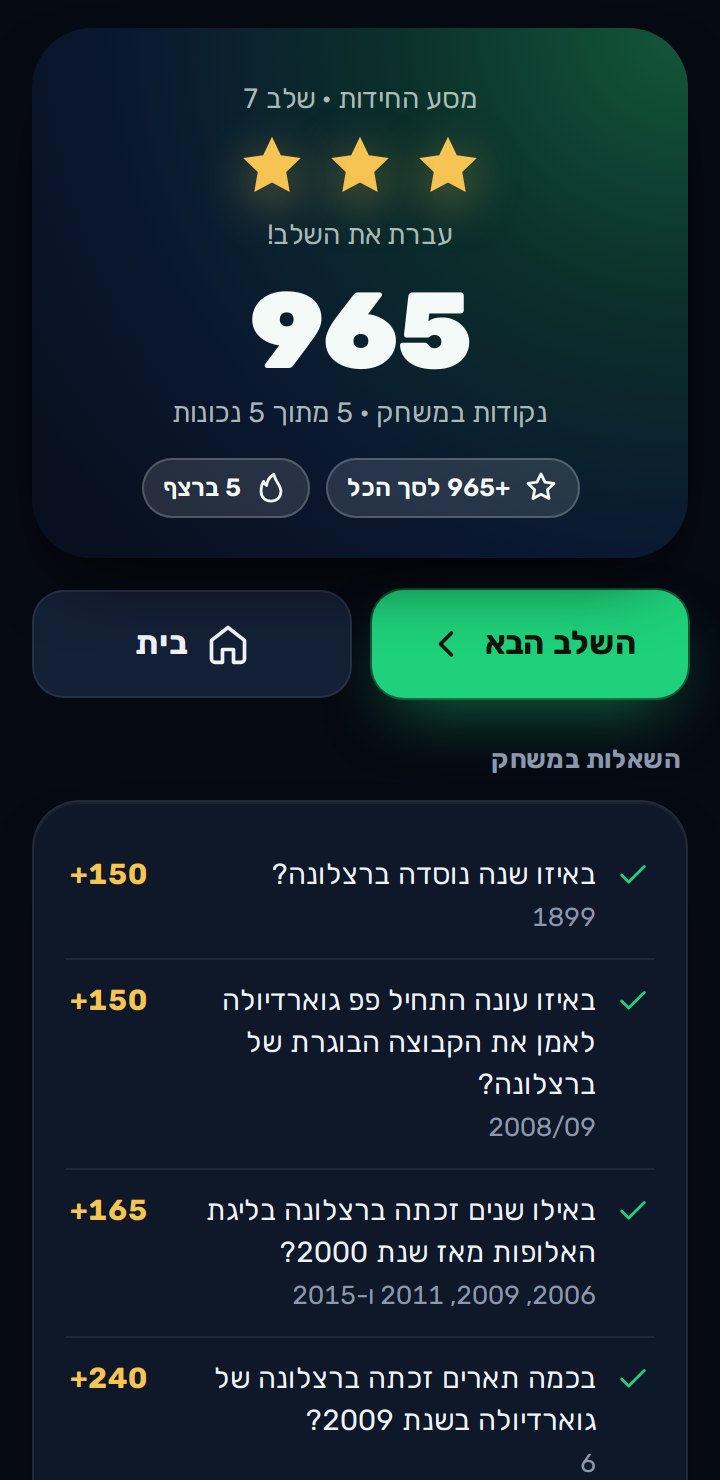 מסע החידות • שלב 7
עברת את השלב!
965
נקודות במשחק • 5 מתוך 5 נכונות
+965 לסך הכל
5 ברצף
השלב הבא
בית
השאלות במשחק
באיזו שנה נוסדה ברצלונה?
+150
1899
באיזו עונה התחיל פפ גוארדיולה
+150
לאמן את הקבוצה הבוגרת של
ברצלונה?
2008/09
באילו שנים זכתה ברצלונה בליגת
+165
האלופות מאז שנת 2000?
2006, 2009, 2011 ו-2015
בכמה תארים זכתה ברצלונה של
+240
גוארדיולה בשנת 2009?
6